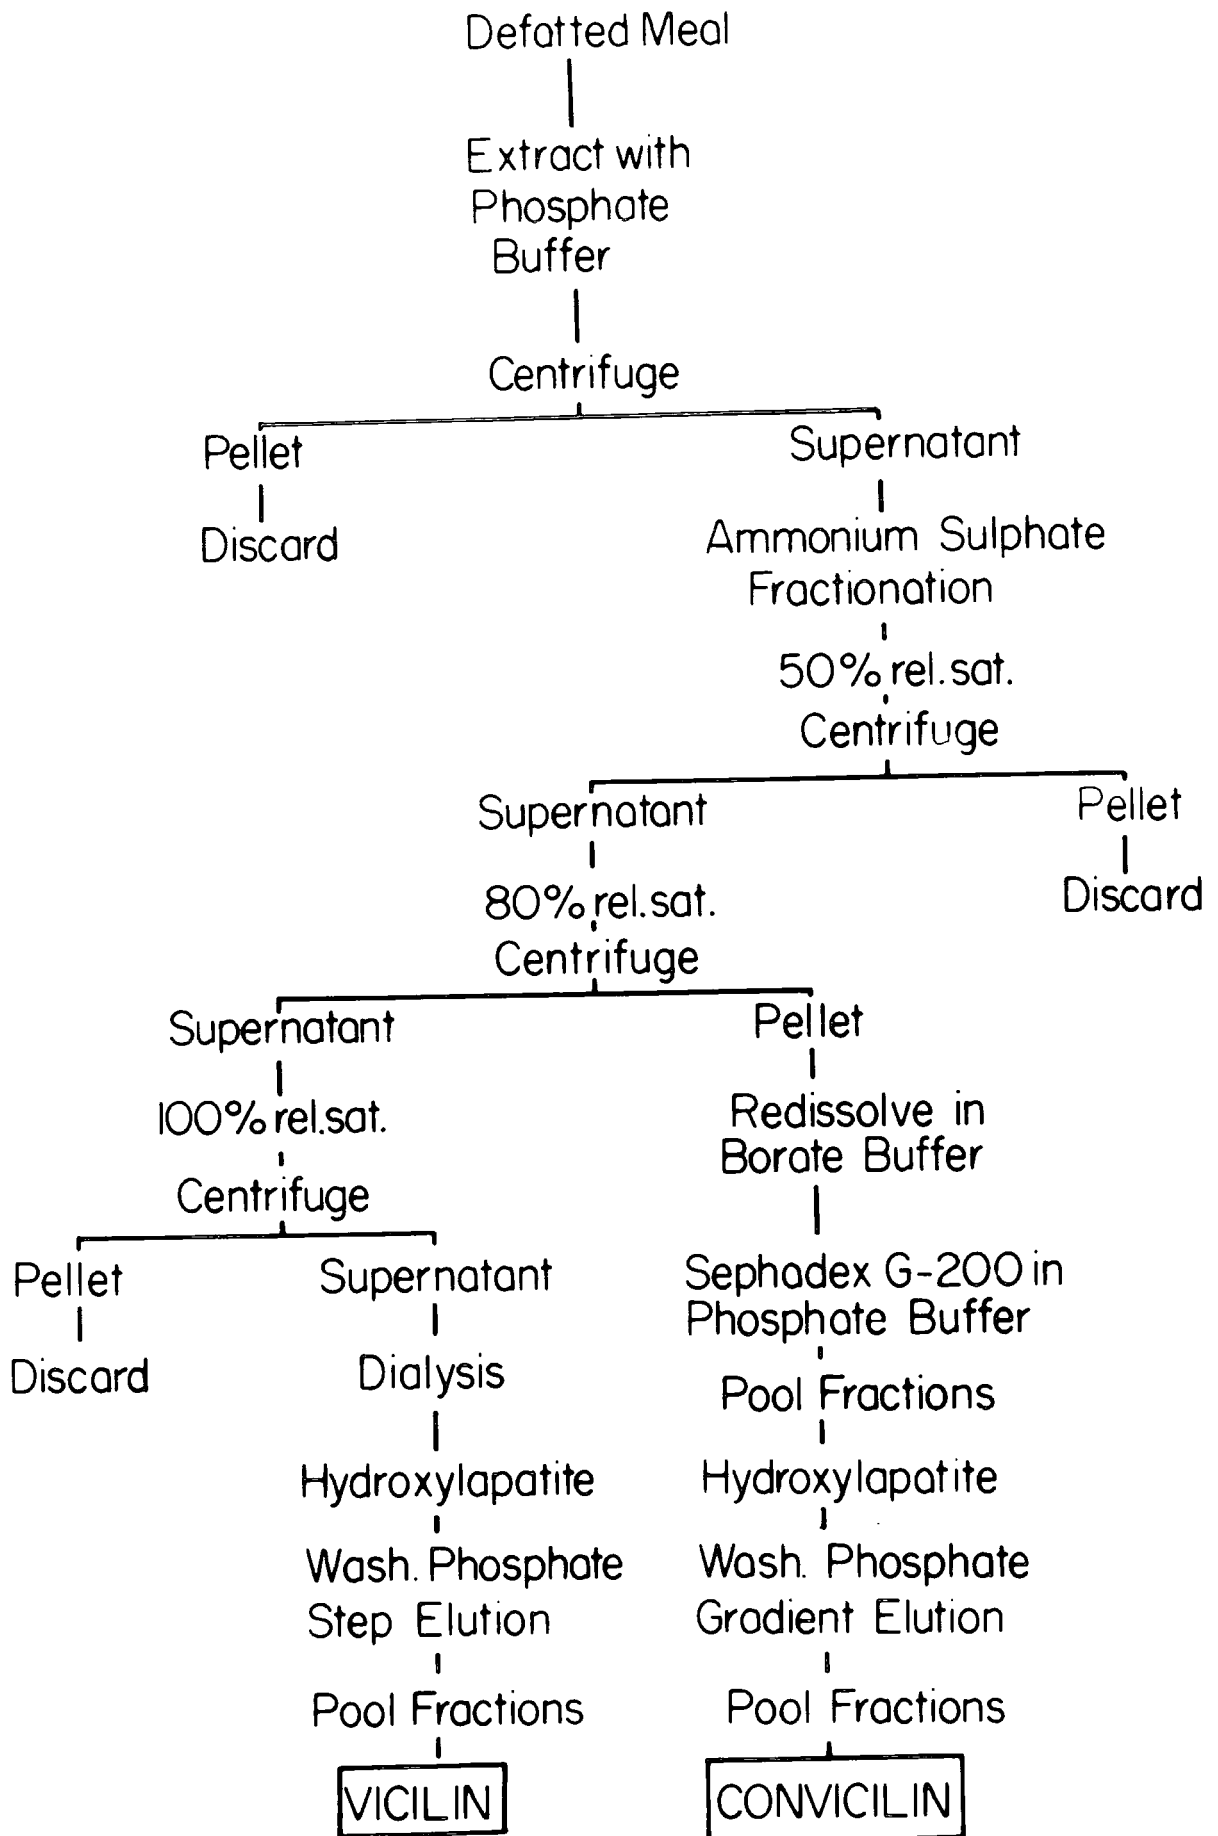 Defatted Meal
Extract with
Phosphate
Buffer
Centrifuge
Pellet
Supernatant
Discard
Ammonium Sulphate
Fractionation
50% rel. sat.
Centrifuge
Supernatant
Pellet
80% rel. sat.
Discard
Centrifuge
Supernatant
Pellet
100% rel. sat.
Redissolve in
Borate Buffer
Centrifuge
Pellet
Supernatant
Sephadex G-200 in
Phosphate Buffer
Discard
Dialysis
Pool Fractions
Hydroxylapatite
Hydroxylapatite
Wash. Phosphate
Step Elution
Wash. Phosphate
Gradient Elution
Pool Fractions
Pool Fractions
VICILIN
CONVICILIN